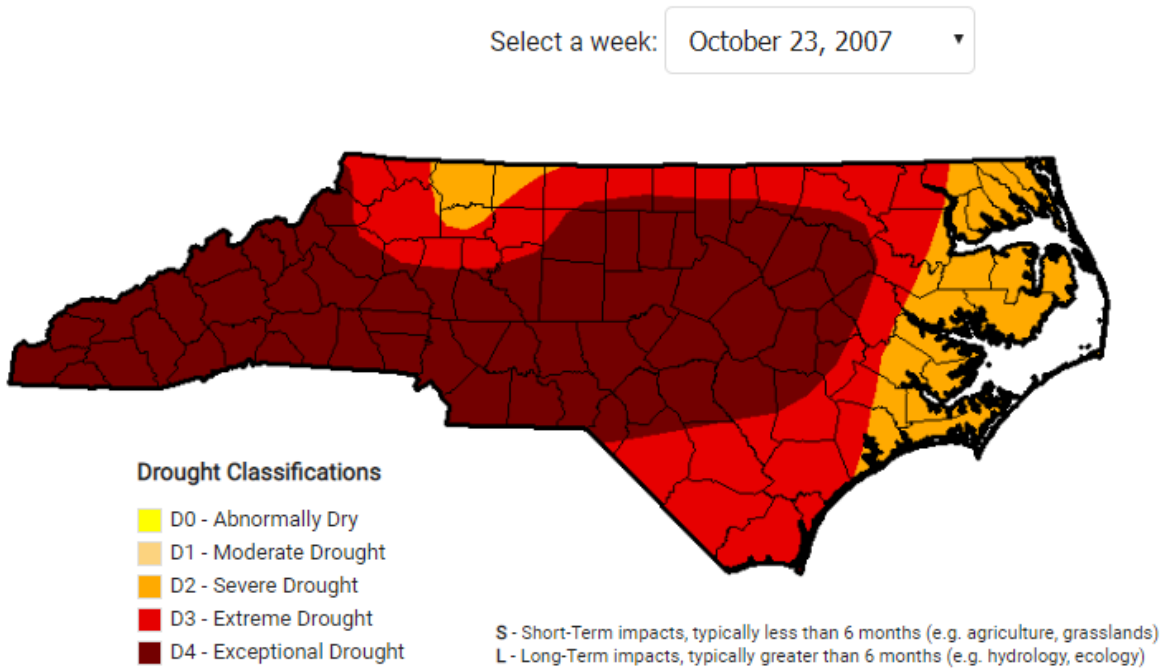 Select a week: October 23, 2007
Drought Classifications
D0 - Abnormally Dry
D1 - Moderate Drought
D2 - Severe Drought
D3 - Extreme Drought
D4 - Exceptional Drought
S - Short-Term impacts, typically less than 6 months (e.g. agriculture, grasslands)
L - Long-Term impacts, typically greater than 6 months (e.g. hydrology, ecology)